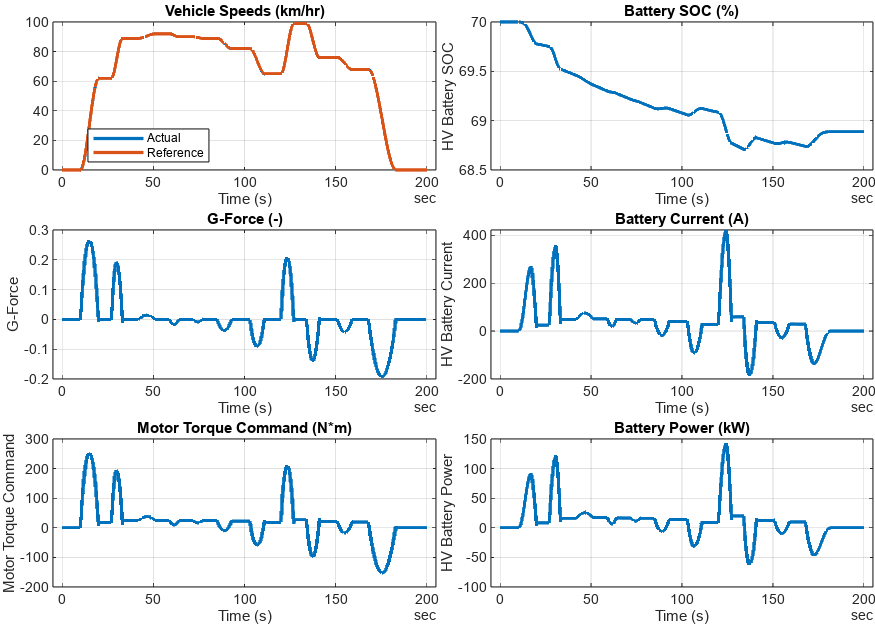 Vehicle Speeds (km/hr)
100
80
60
40
20
0
Actual
Reference
0
50
100
150
200
Time (s)
sec
Battery SOC (%)
HV Battery SOC
70
69.5
69
68.5
0
50
100
150
200
Time (s)
sec
G-Force (-)
G-Force
0.3
0.2
0.1
0
-0.1
-0.2
0
50
100
150
200
Time (s)
sec
Battery Current (A)
HV Battery Current
400
200
0
-200
0
50
100
150
200
Time (s)
sec
Motor Torque Command (N*m)
Motor Torque Command
300
200
100
0
-100
-200
0
50
100
150
200
Time (s)
sec
Battery Power (kW)
HV Battery Power
150
100
50
0
-50
-100
0
50
100
150
200
Time (s)
sec